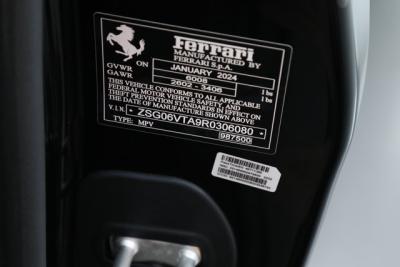 Ferrari
MANUFACTURED BY
FERRARI S.p.A.
ON JANUARY 2024
GVWR 5008 lbs
GAWR 2602 - 3406 lbs
THIS VEHICLE CONFORMS TO ALL APPLICABLE
FEDERAL MOTOR VEHICLE SAFETY, AND
THEFT PREVENTION STANDARDS IN EFFECT
ON THE DATE OF MANUFACTURE SHOWN ABOVE
V.I.N. ZSG06VTA9R0306080
TYPE: MPV 987500